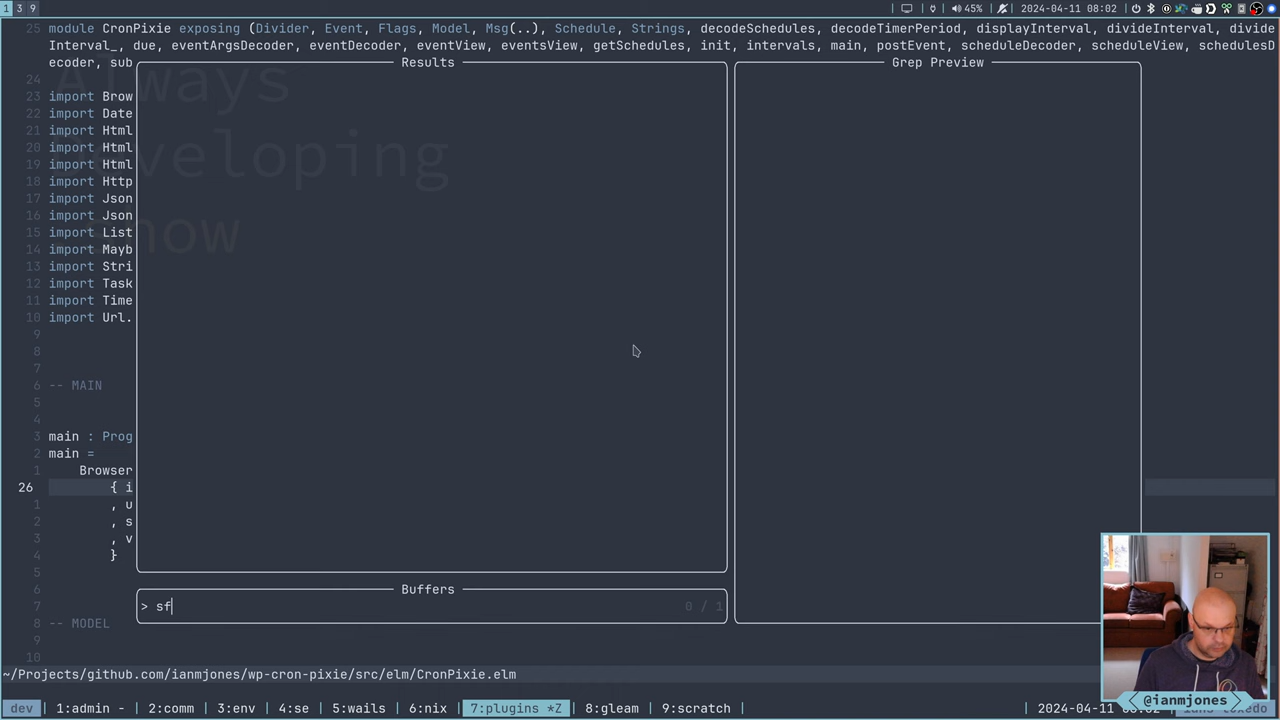 1 3 9 45% 2024-04-11 08:02
25 module CronPixie exposing (Divider, Event, Flags, Model, Msg(..), Schedule, Strings, decodeSchedules, decodeTimerPeriod, displayInterval, divideInterval, divide
Interval_, due, eventArgsDecoder, eventDecoder, eventView, eventsView, getSchedules, init, intervals, main, postEvent, scheduleDecoder, scheduleView, schedulesD
ecoder, sub
Results
Grep Preview
24
23 import Brow
22 import Date
21 import Html
20 import Html
19 import Html
18 import Http
17 import Json
16 import Json
15 import List
14 import Mayb
13 import Stri
12 import Task
11 import Time
10 import Url.
9
8
7
6 -- MAIN
5
4
3 main : Prog
2 main =
1 Browser
26 { i
1 , u
2 , s
3 , v
4 }
5
6
7
8 -- MODEL
9
10
Buffers
> sf 0 / 1
~/Projects/github.com/ianmjones/wp-cron-pixie/src/elm/CronPixie.elm
dev 1:admin - 2:comm 3:env 4:se 5:wails 6:nix 7:plugins *Z 8:gleam 9:scratch
@ianmjones